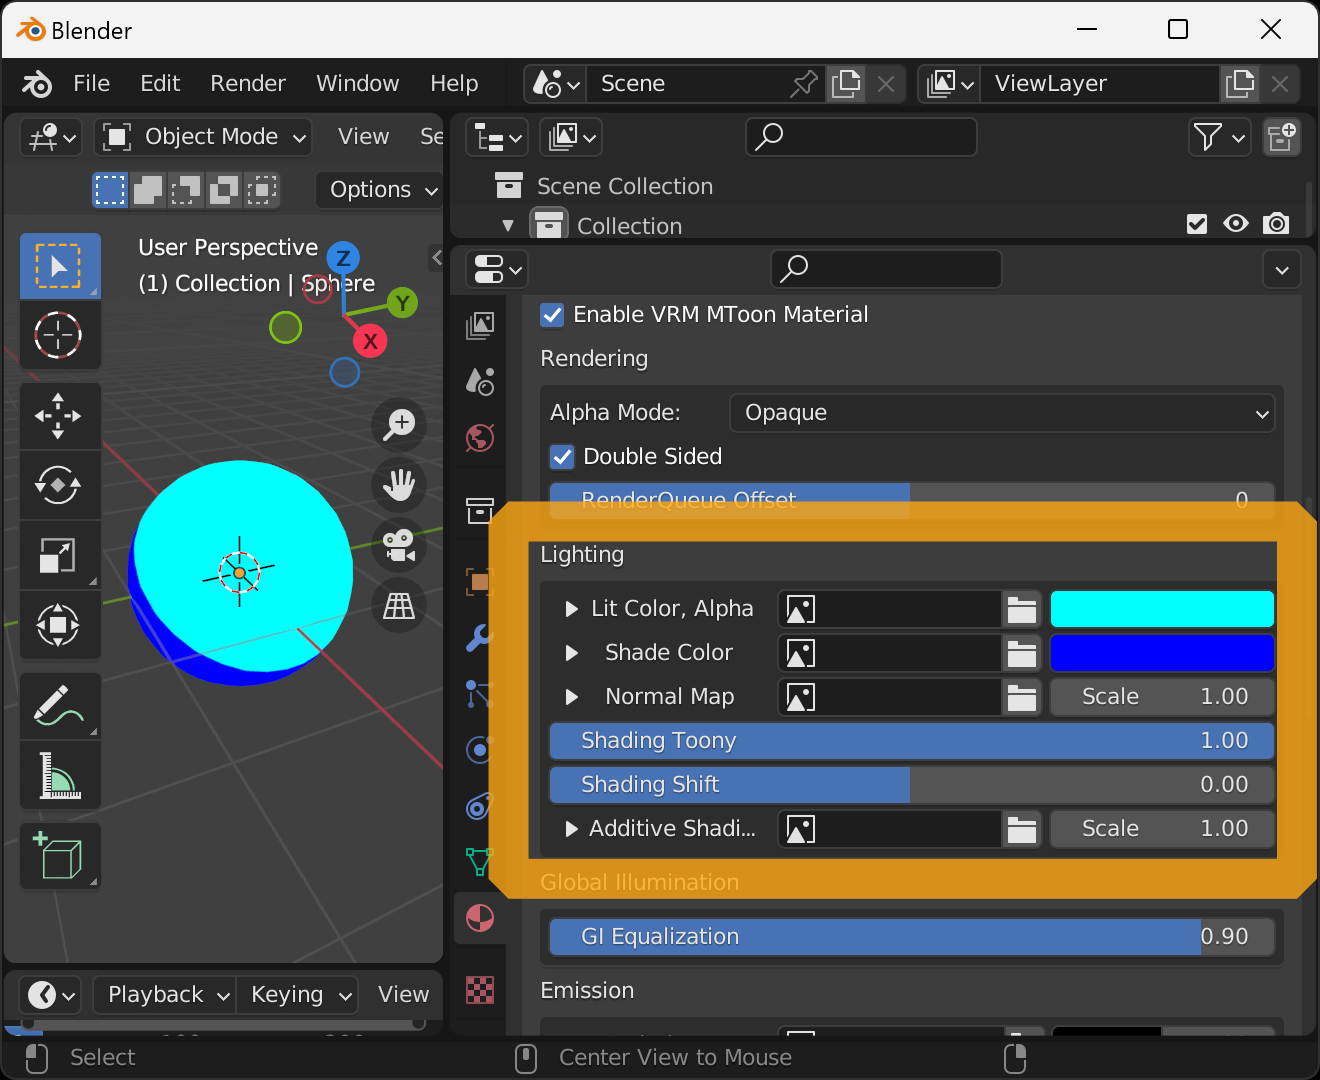 Blender
File Edit Render Window Help Scene ViewLayer
Object Mode View Se
Options
Scene Collection
Collection
User Perspective
(1) Collection | Sphere
Z
Y
X
Enable VRM MToon Material
Rendering
Alpha Mode: Opaque
Double Sided
RenderQueue Offset 0
Lighting
Lit Color, Alpha
Shade Color
Normal Map Scale 1.00
Shading Toony 1.00
Shading Shift 0.00
Additive Shadi... Scale 1.00
Global Illumination
GI Equalization 0.90
Emission
Playback Keying View
Select Center View to Mouse